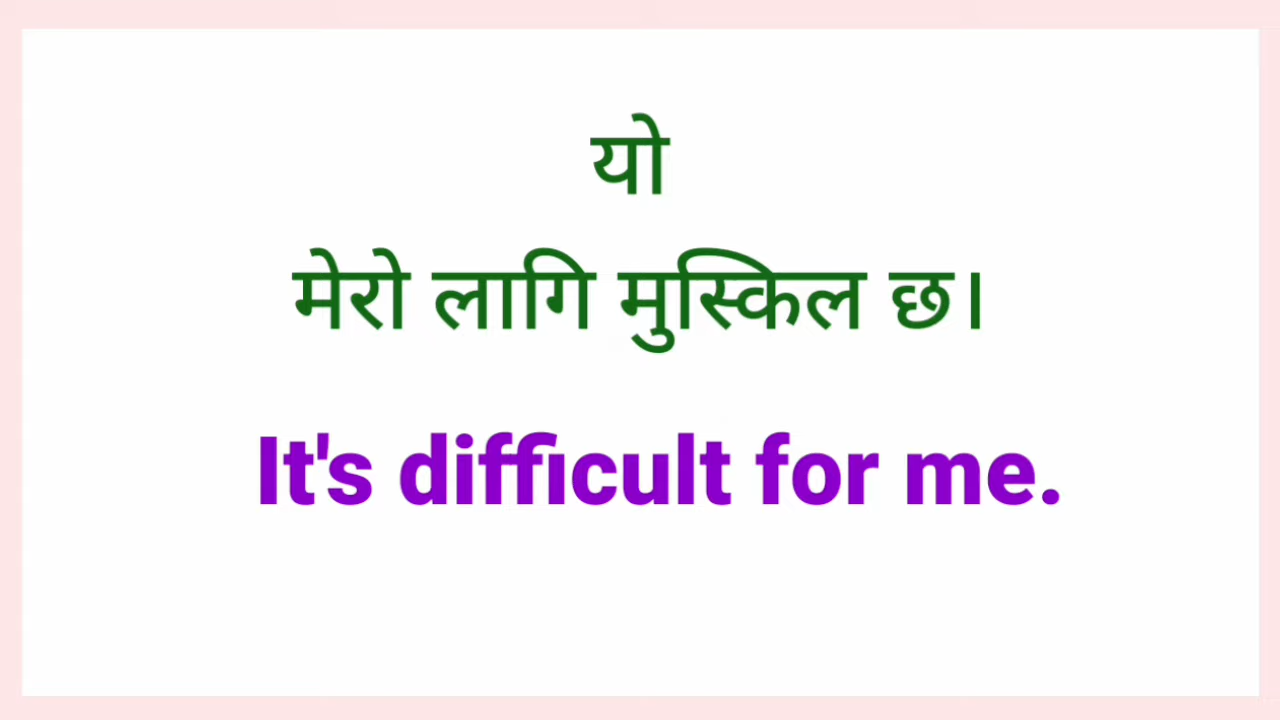 यो
मेरो लागि मुस्किल छ।
It's difficult for me.